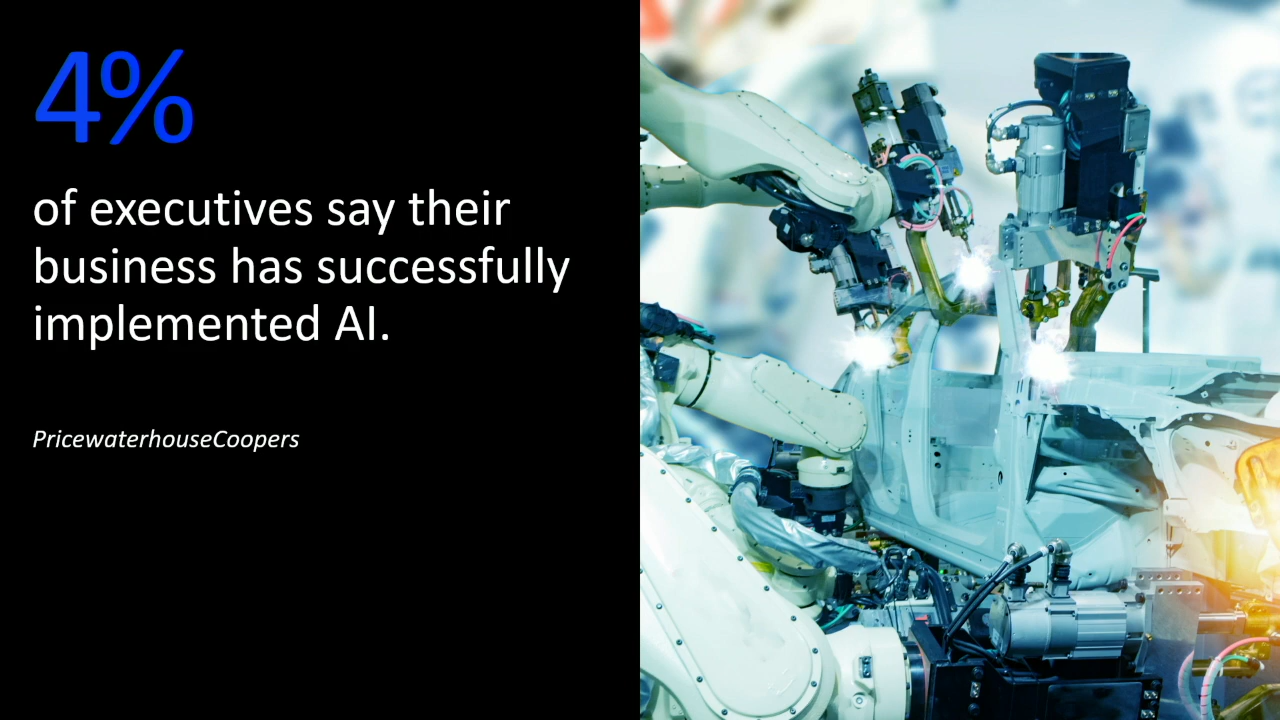 4%
of executives say their
business has successfully
implemented AI.
PricewaterhouseCoopers